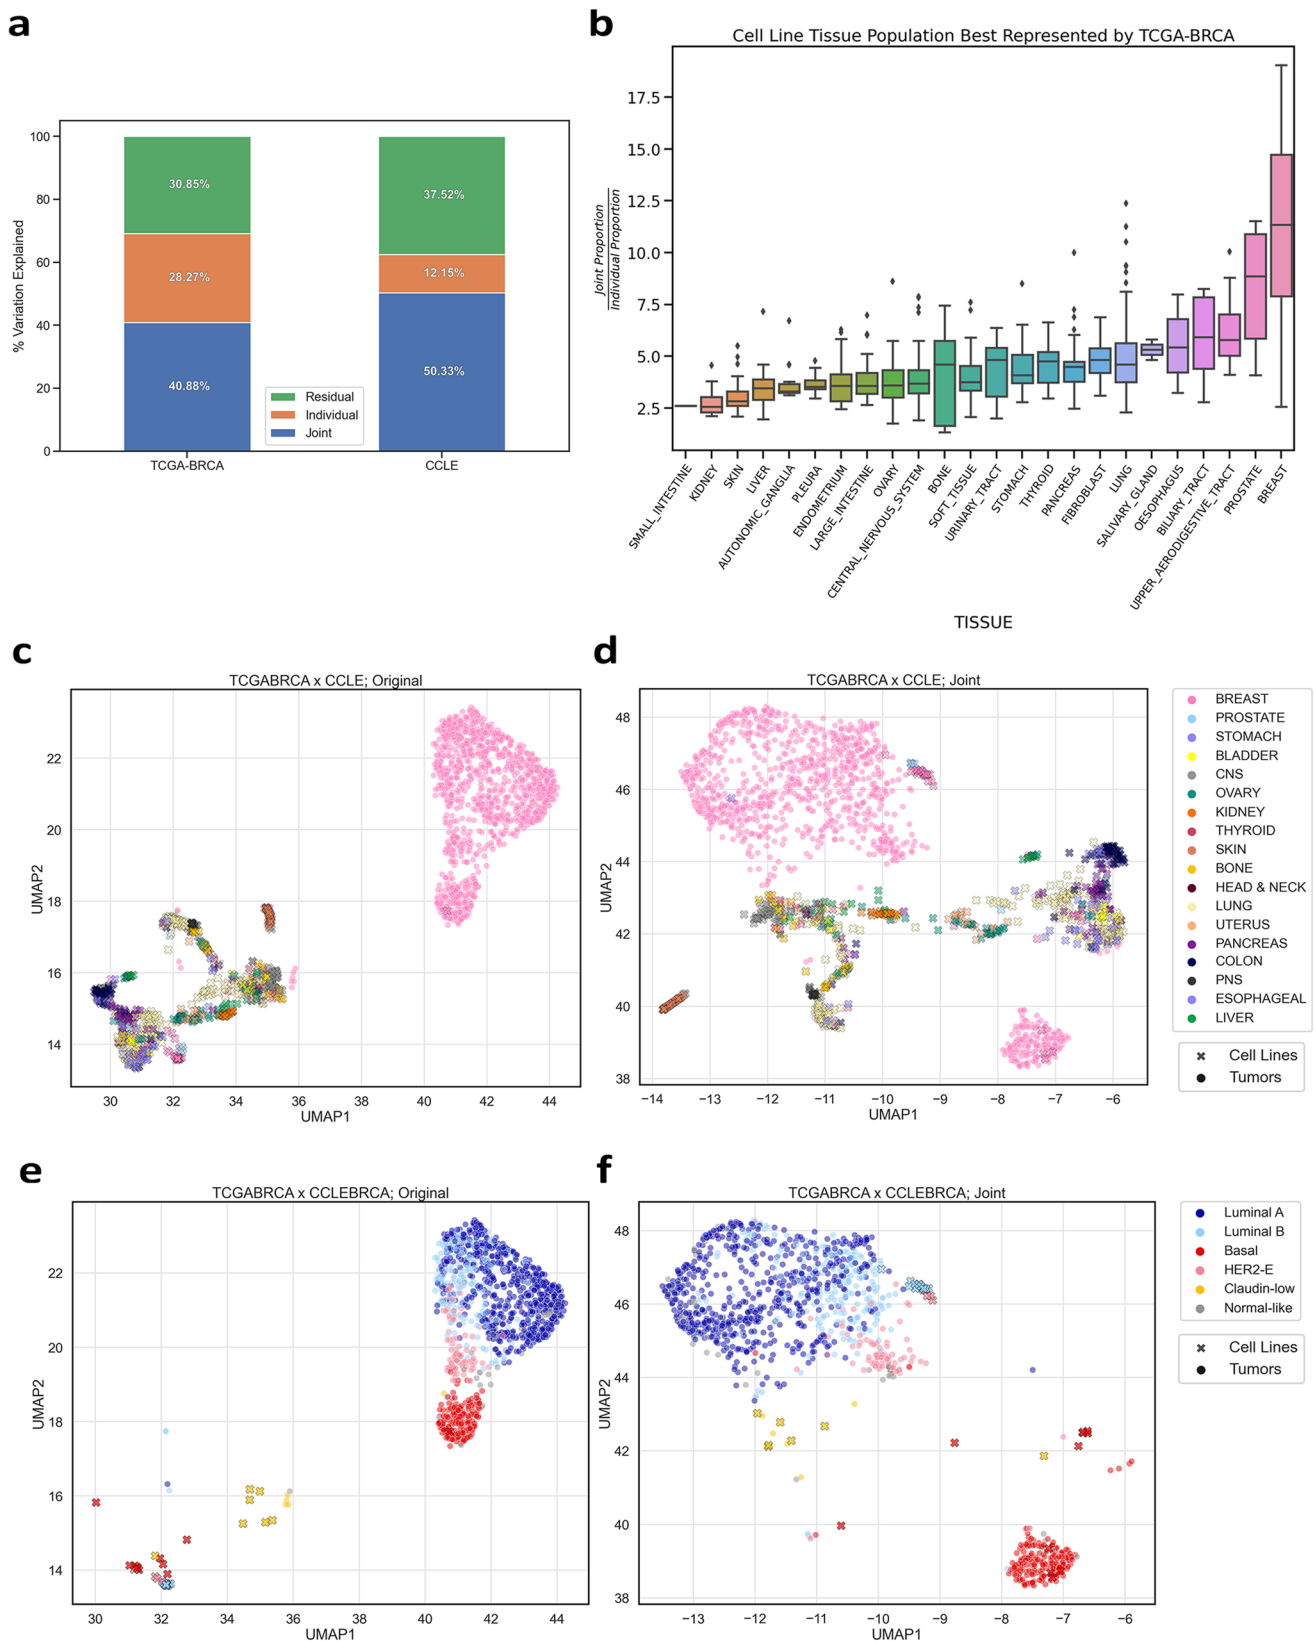 a
% Variation Explained
100
80
60
40
20
0
30.85%
28.27%
40.88%
37.52%
12.15%
50.33%
Residual
Individual
Joint
TCGA-BRCA
CCLE
b
Cell Line Tissue Population Best Represented by TCGA-BRCA
Joint Proportion
Individual Proportion
17.5
15.0
12.5
10.0
7.5
5.0
2.5
SMALL_INTESTINE
KIDNEY
SKIN
LIVER
AUTONOMIC_GANGLIA
PLEURA
ENDOMETRIUM
LARGE_INTESTINE
OVARY
CENTRAL_NERVOUS_SYSTEM
BONE
SOFT_TISSUE
URINARY_TRACT
STOMACH
THYROID
PANCREAS
FIBROBLAST
LUNG
SALIVARY_GLAND
OESOPHAGUS
BILIARY_TRACT
UPPER_AERODIGESTIVE_TRACT
PROSTATE
BREAST
TISSUE
c
TCGABRCA x CCLE; Original
UMAP2
22
20
18
16
14
30 32 34 36 38 40 42 44
UMAP1
d
TCGABRCA x CCLE; Joint
UMAP2
48
46
44
42
40
38
−14 −13 −12 −11 −10 −9 −8 −7 −6
UMAP1
BREAST
PROSTATE
STOMACH
BLADDER
CNS
OVARY
KIDNEY
THYROID
SKIN
BONE
HEAD & NECK
LUNG
UTERUS
PANCREAS
COLON
PNS
ESOPHAGEAL
LIVER
Cell Lines
Tumors
e
TCGABRCA x CCLEBRCA; Original
UMAP2
22
20
18
16
14
30 32 34 36 38 40 42 44
UMAP1
f
TCGABRCA x CCLEBRCA; Joint
UMAP2
48
46
44
42
40
38
−13 −12 −11 −10 −9 −8 −7 −6
UMAP1
Luminal A
Luminal B
Basal
HER2-E
Claudin-low
Normal-like
Cell Lines
Tumors